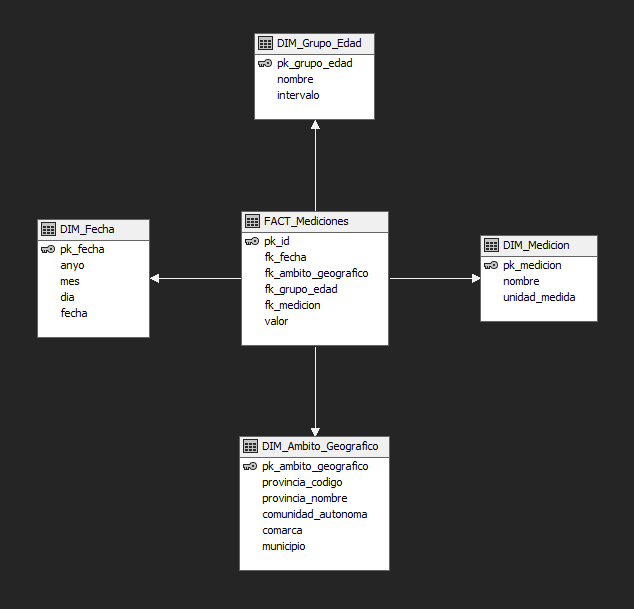 DIM_Grupo_Edad
pk_grupo_edad
nombre
intervalo
DIM_Fecha
pk_fecha
anyo
mes
dia
fecha
FACT_Mediciones
pk_id
fk_fecha
fk_ambito_geografico
fk_grupo_edad
fk_medicion
valor
DIM_Medicion
pk_medicion
nombre
unidad_medida
DIM_Ambito_Geografico
pk_ambito_geografico
provincia_codigo
provincia_nombre
comunidad_autonoma
comarca
municipio